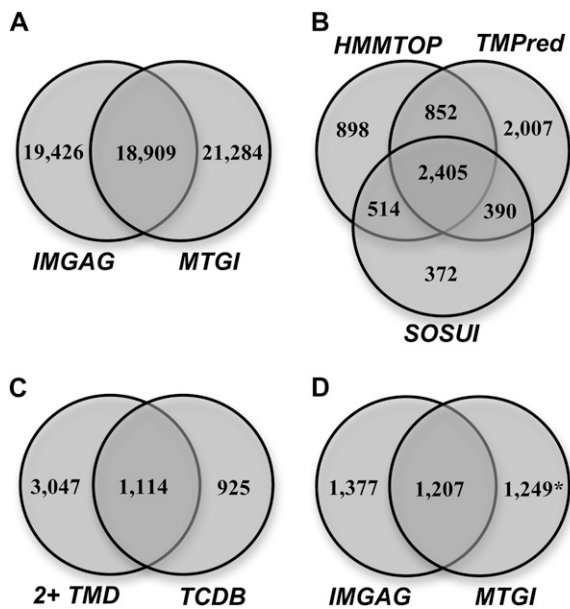 A
19,426 18,909 21,284
IMGAG MTGI
B
HMMTOP TMPred
898 852 2,007
2,405
514 390
372
SOSUI
C
3,047 1,114 925
2+ TMD TCDB
D
1,377 1,207 1,249*
IMGAG MTGI